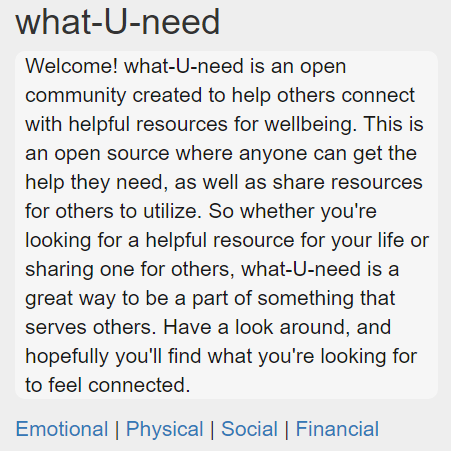 what-U-need
Welcome! what-U-need is an open
community created to help others connect
with helpful resources for wellbeing. This is
an open source where anyone can get the
help they need, as well as share resources
for others to utilize. So whether you're
looking for a helpful resource for your life or
sharing one for others, what-U-need is a
great way to be a part of something that
serves others. Have a look around, and
hopefully you'll find what you're looking for
to feel connected.
Emotional | Physical | Social | Financial